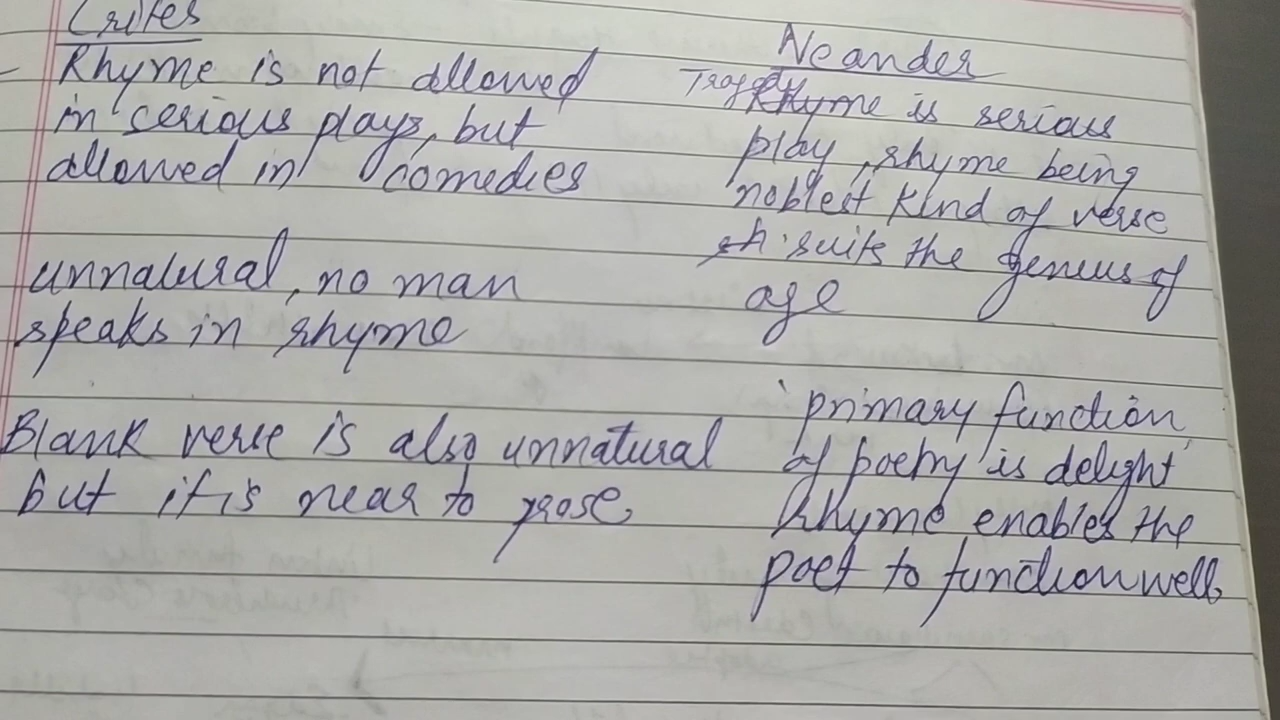 Crites
Rhyme is not allowed
in serious plays, but
allowed in comedies
unnatural, no man
speaks in rhyme
Blank verse is also unnatural
but it is near to prose.
Neander
Tragedy
Rhyme is serious
play, rhyme being
noblest kind of verse
suits the genius of
age
primary function
of poetry is delight
Rhyme enables the
poet to function well.